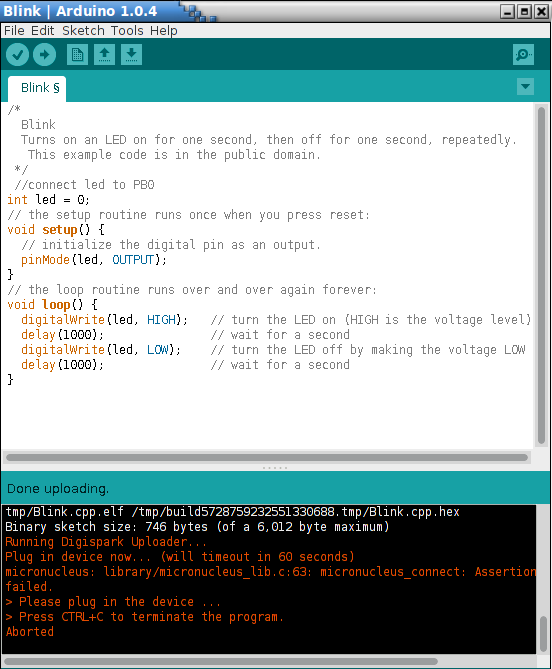 Blink | Arduino 1.0.4
File Edit Sketch Tools Help
Blink §
/*
  Blink
  Turns on an LED on for one second, then off for one second, repeatedly.
   This example code is in the public domain.
 */
 //connect led to PB0
int led = 0;
// the setup routine runs once when you press reset:
void setup() {
  // initialize the digital pin as an output.
  pinMode(led, OUTPUT);
}
// the loop routine runs over and over again forever:
void loop() {
  digitalWrite(led, HIGH);   // turn the LED on (HIGH is the voltage level)
  delay(1000);               // wait for a second
  digitalWrite(led, LOW);    // turn the LED off by making the voltage LOW
  delay(1000);               // wait for a second
}
Done uploading.
tmp/Blink.cpp.elf /tmp/build5728759232551330688.tmp/Blink.cpp.hex
Binary sketch size: 746 bytes (of a 6,012 byte maximum)
Running Digispark Uploader...
Plug in device now... (will timeout in 60 seconds)
micronucleus: library/micronucleus_lib.c:63: micronucleus_connect: Assertion
failed.
> Please plug in the device ...
> Press CTRL+C to terminate the program.
Aborted